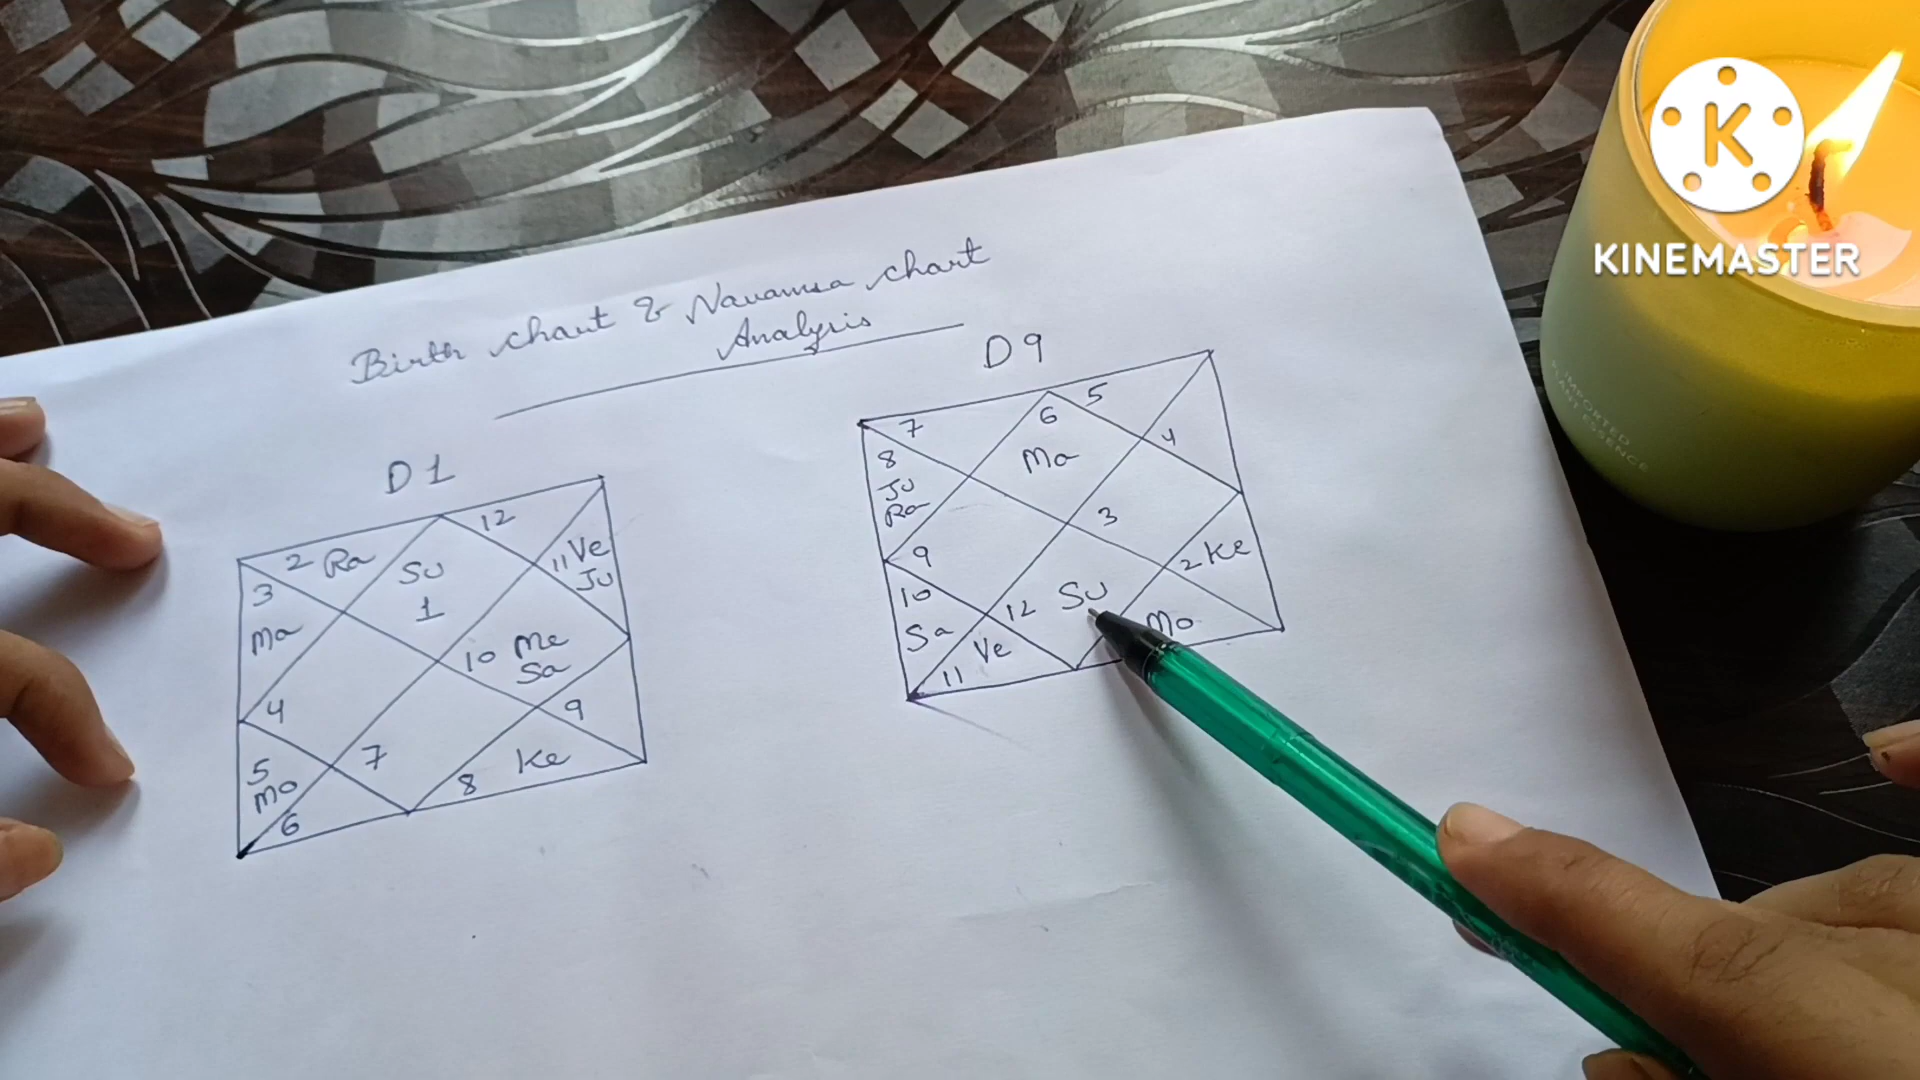 KINEMASTER
Birth chart & Navamsa chart
Analysis
D1
2 Ra
Su
1
12
3
Ma
11 Ve
Ju
10 Me
Sa
4
9
5
Mo
7
8
Ke
6
D9
7
6
Ma
5
4
8
Ju
Ra
3
9
2 Ke
10
Sa
12 Su
Mo
Ve
11